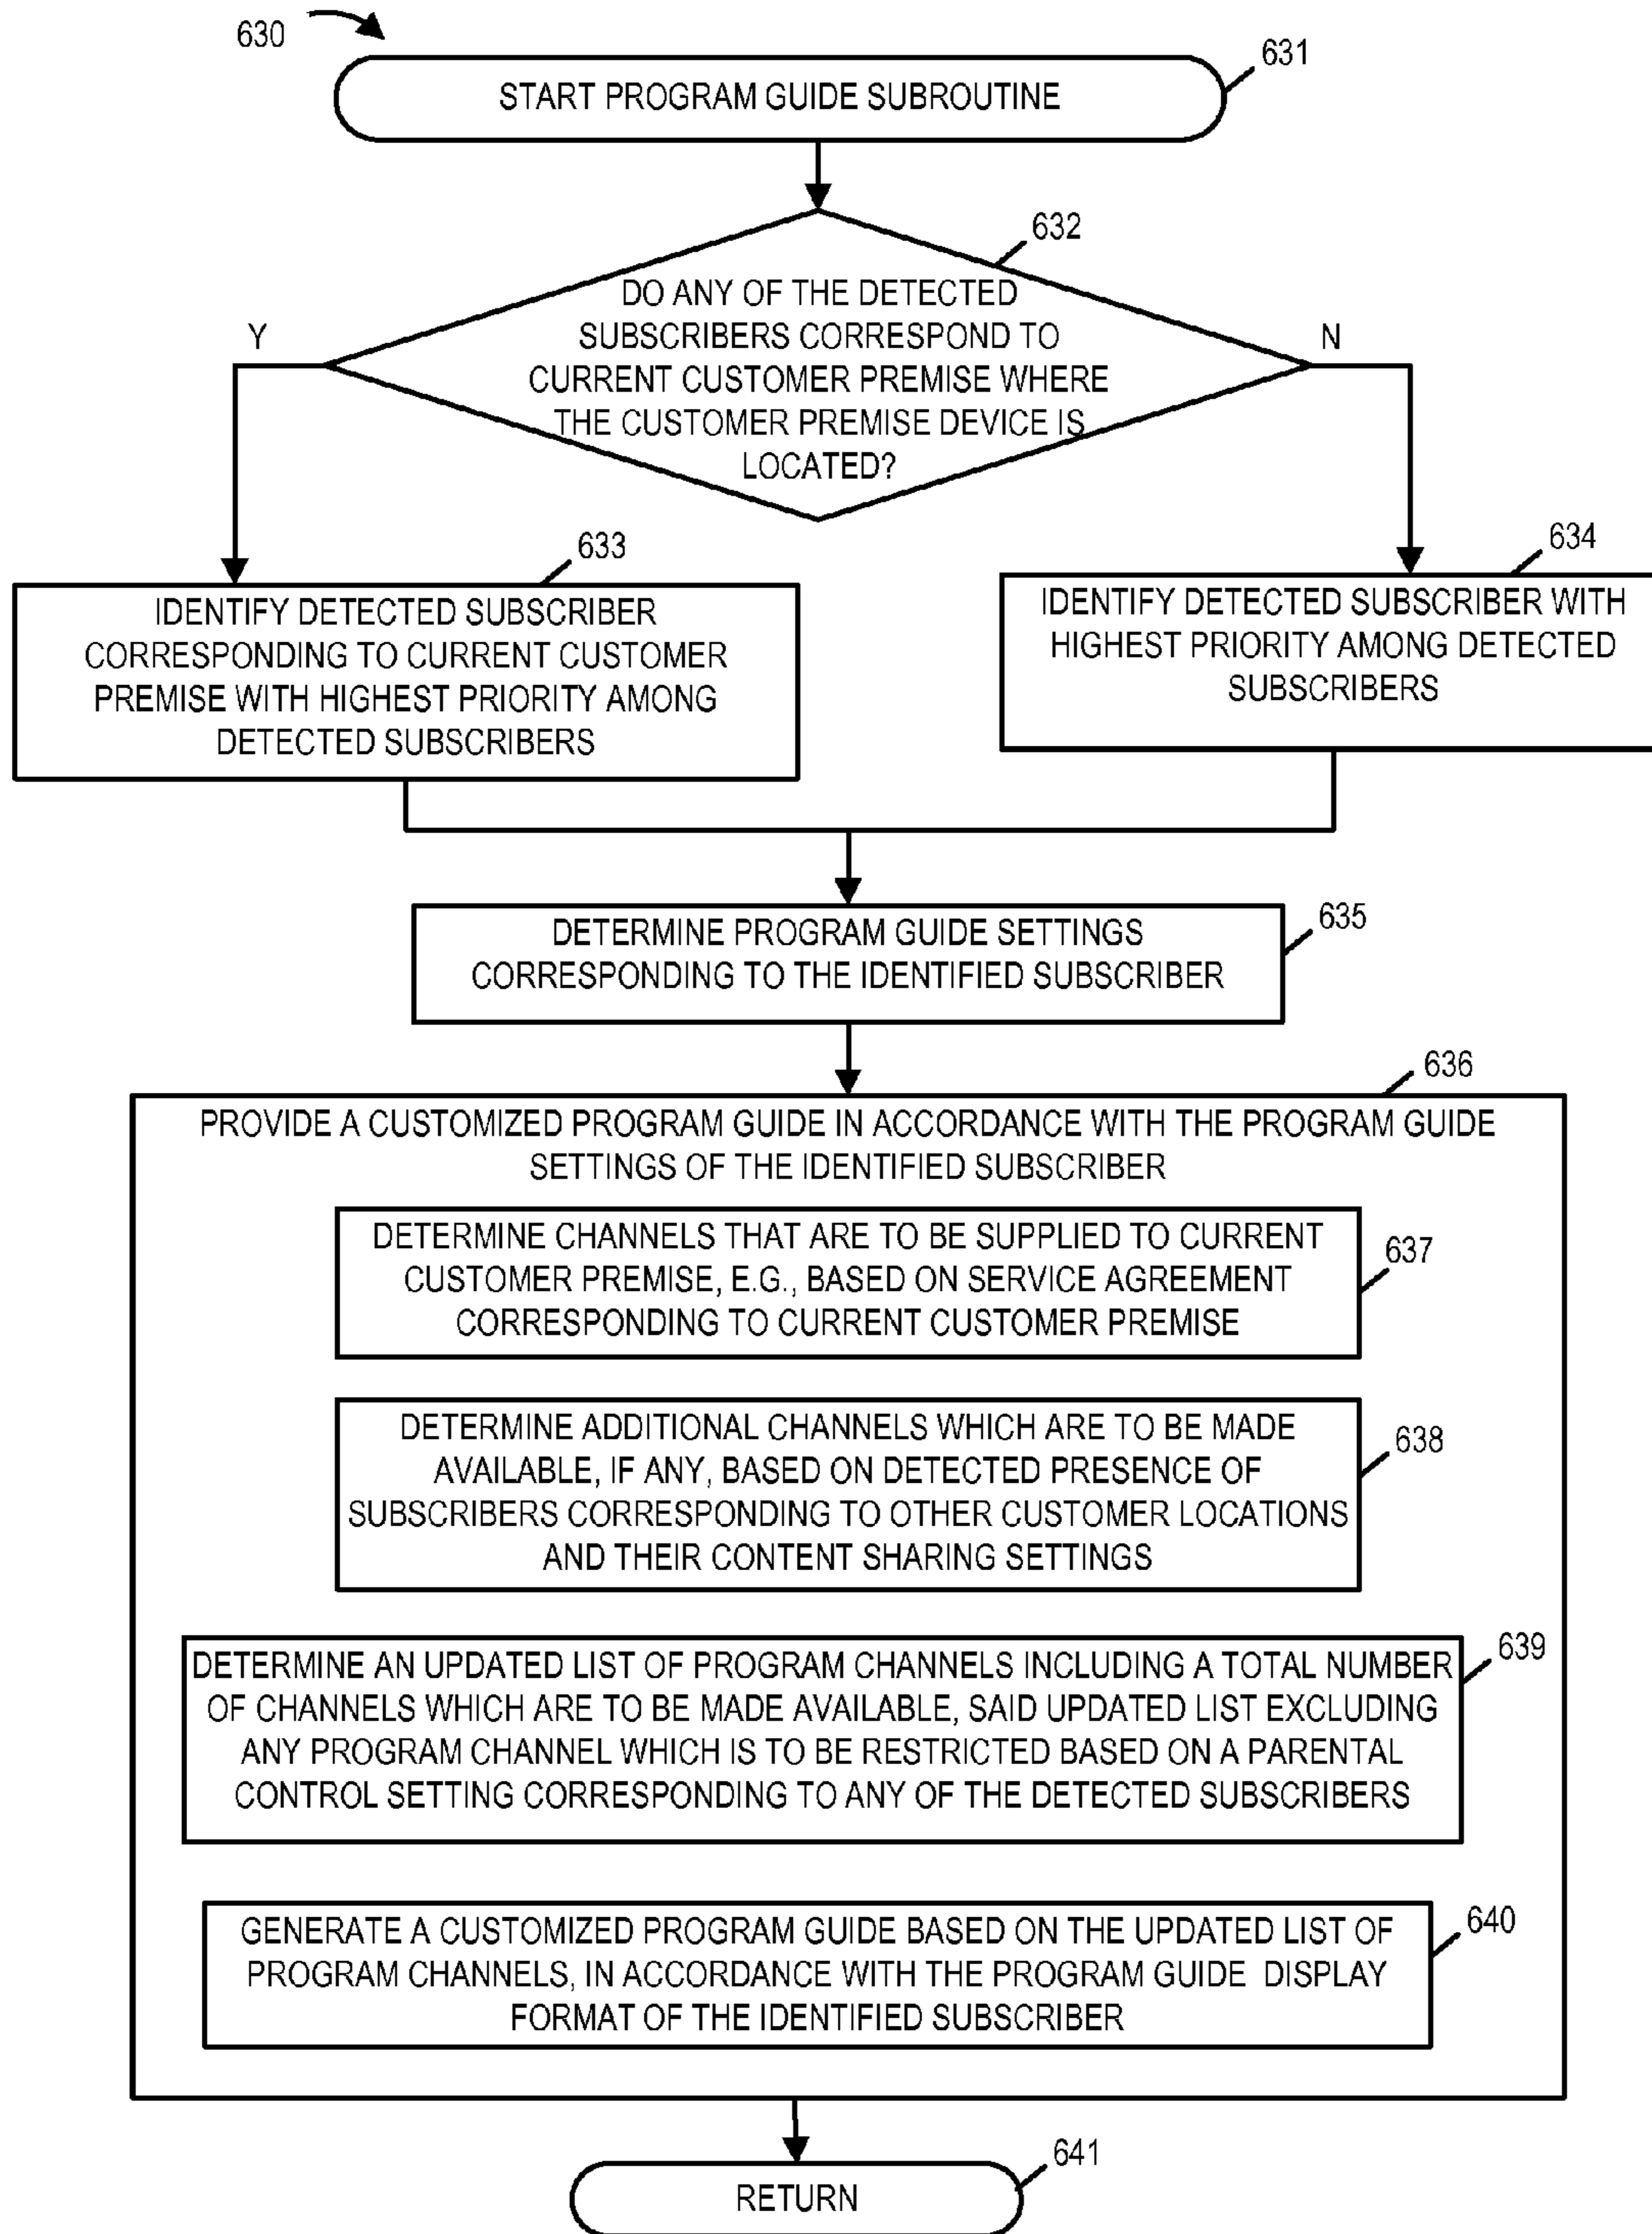 630
631
START PROGRAM GUIDE SUBROUTINE
632
DO ANY OF THE DETECTED
SUBSCRIBERS CORRESPOND TO
CURRENT CUSTOMER PREMISE WHERE
THE CUSTOMER PREMISE DEVICE IS
LOCATED?
Y
N
633
IDENTIFY DETECTED SUBSCRIBER
CORRESPONDING TO CURRENT CUSTOMER
PREMISE WITH HIGHEST PRIORITY AMONG
DETECTED SUBSCRIBERS
634
IDENTIFY DETECTED SUBSCRIBER WITH
HIGHEST PRIORITY AMONG DETECTED
SUBSCRIBERS
635
DETERMINE PROGRAM GUIDE SETTINGS
CORRESPONDING TO THE IDENTIFIED SUBSCRIBER
636
PROVIDE A CUSTOMIZED PROGRAM GUIDE IN ACCORDANCE WITH THE PROGRAM GUIDE
SETTINGS OF THE IDENTIFIED SUBSCRIBER
637
DETERMINE CHANNELS THAT ARE TO BE SUPPLIED TO CURRENT
CUSTOMER PREMISE, E.G., BASED ON SERVICE AGREEMENT
CORRESPONDING TO CURRENT CUSTOMER PREMISE
638
DETERMINE ADDITIONAL CHANNELS WHICH ARE TO BE MADE
AVAILABLE, IF ANY, BASED ON DETECTED PRESENCE OF
SUBSCRIBERS CORRESPONDING TO OTHER CUSTOMER LOCATIONS
AND THEIR CONTENT SHARING SETTINGS
639
DETERMINE AN UPDATED LIST OF PROGRAM CHANNELS INCLUDING A TOTAL NUMBER
OF CHANNELS WHICH ARE TO BE MADE AVAILABLE, SAID UPDATED LIST EXCLUDING
ANY PROGRAM CHANNEL WHICH IS TO BE RESTRICTED BASED ON A PARENTAL
CONTROL SETTING CORRESPONDING TO ANY OF THE DETECTED SUBSCRIBERS
640
GENERATE A CUSTOMIZED PROGRAM GUIDE BASED ON THE UPDATED LIST OF
PROGRAM CHANNELS, IN ACCORDANCE WITH THE PROGRAM GUIDE DISPLAY
FORMAT OF THE IDENTIFIED SUBSCRIBER
641
RETURN